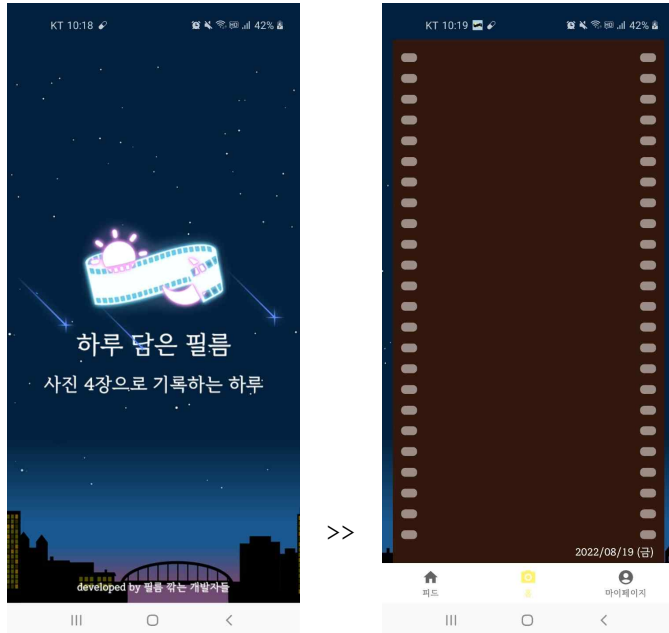 KT 10:18
42%
하루 담은 필름
사진 4장으로 기록하는 하루
developed by 필름 깎는 개발자들
>>
KT 10:19
42%
2022/08/19 (금)
피드
홈
마이페이지